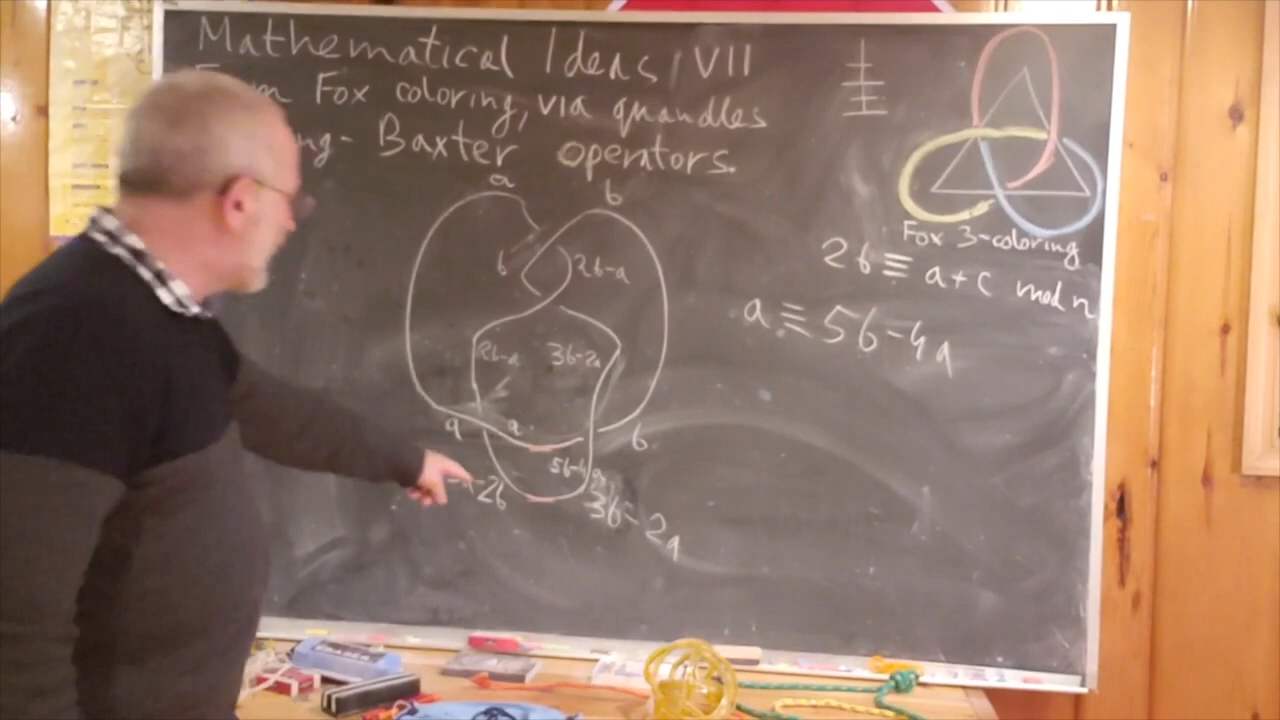 Mathematical Ideas, VII
Fox coloring, via quandles
Baxter operators.
a
b
b
2b-a
Fox 3-coloring
2b ≡ a+c mod n
a ≡ 5b-4a
2b-a
3b-2a
a
a
b
5b-4a
-2b
3b-2a
ERASER